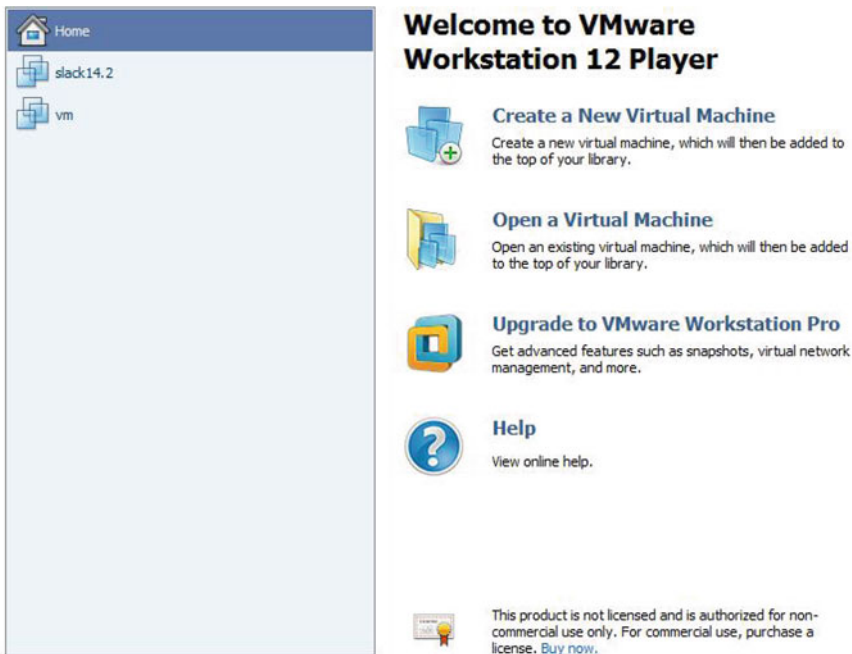 Home
slack14.2
vm
Welcome to VMware
Workstation 12 Player
Create a New Virtual Machine
Create a new virtual machine, which will then be added to
the top of your library.
Open a Virtual Machine
Open an existing virtual machine, which will then be added
to the top of your library.
Upgrade to VMware Workstation Pro
Get advanced features such as snapshots, virtual network
management, and more.
Help
View online help.
This product is not licensed and is authorized for non-
commercial use only. For commercial use, purchase a
license. Buy now.